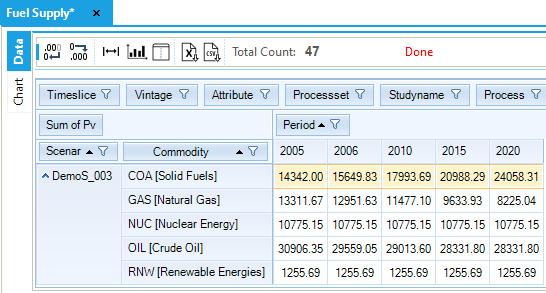 Fuel Supply*
Data
Chart
.000 .000 CSV Total Count: 47 Done
Timeslice Vintage Attribute Processset Studyname Process
Sum of Pv Period
Scenar Commodity 2005 2006 2010 2015 2020
DemoS_003 COA [Solid Fuels] 14342.00 15649.83 17993.69 20988.29 24058.31
GAS [Natural Gas] 13311.67 12951.63 11477.10 9633.93 8225.04
NUC [Nuclear Energy] 10775.15 10775.15 10775.15 10775.15 10775.15
OIL [Crude Oil] 30906.35 29559.05 29013.60 28331.80 28331.80
RNW [Renewable Energies] 1255.69 1255.69 1255.69 1255.69 1255.69